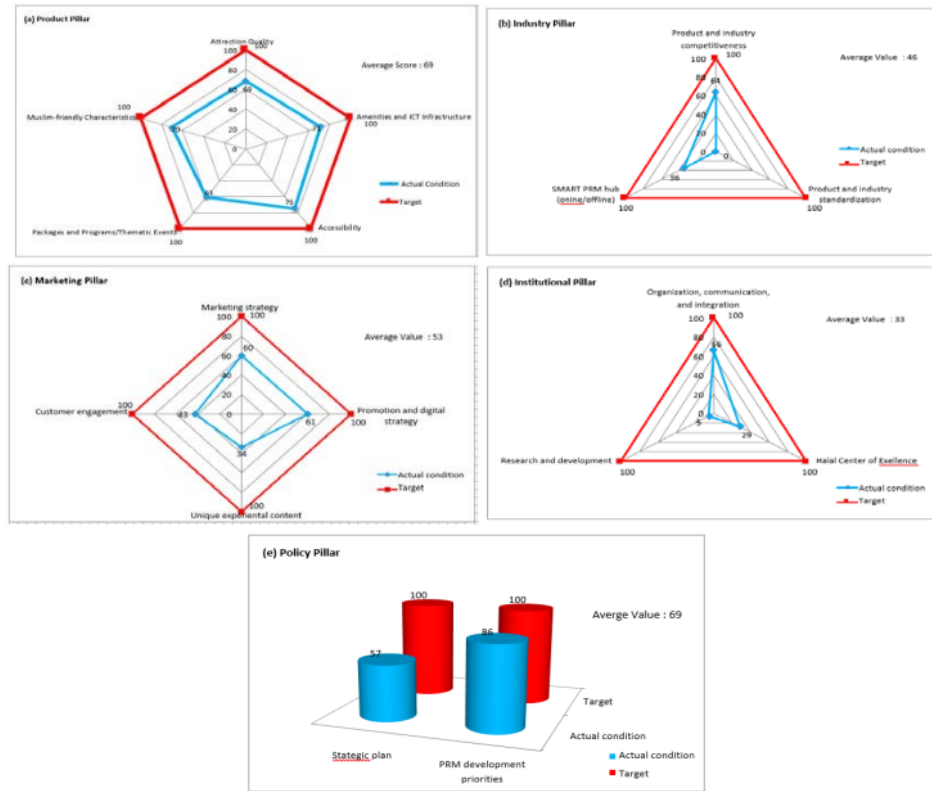 (a) Product Pillar
Attraction Quality
100
100
Average Score : 69
80
60
40
20
0
69
100
Muslim-friendly Characteristics
70
71
Amenities and ICT Infrastructure
100
61
75
Actual Condition
Target
Packages and Programs/Thematic Events
Accessibility
100
100
(b) Industry Pillar
Product and industry
competitiveness
100
100
Average Value : 46
80
64
60
40
20
0
0
36
Actual condition
Target
SMART PRM hub
(onine/offline)
Product and industry
standardization
100
100
(c) Marketing Pillar
Marketing strategy
100
100
Average Value : 53
80
60
60
40
20
0
100
Customer engagement
43
61
Promotion and digital
strategy
100
34
Actual condition
Target
100
Unique experiental content
(d) Institutional Pillar
Organization, communication,
and integration
100
100
Average Value : 33
80
66
60
40
20
0
5
29
Research and development
Halal Center of Exellence
100
100
Actual condition
Target
(e) Policy Pillar
100
100
Averge Value : 69
57
86
Target
Actual condition
Stategic plan
PRM development
priorities
Actual condition
Target